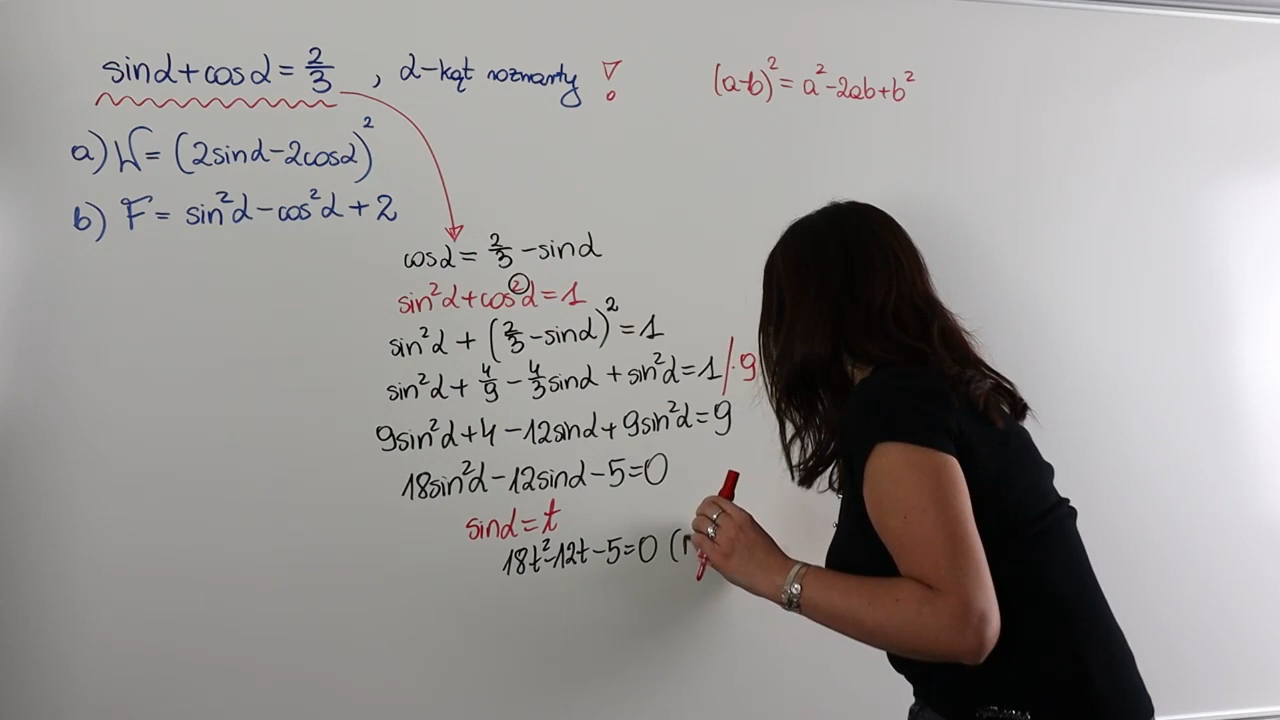 sinα+cosα=2/3 , α-kąt rozwarty !
(a-b)²=a²-2ab+b²
a) W=(2sinα-2cosα)²
b) F=sin²α-cos²α+2
cosα=2/3-sinα
sin²α+cos²α=1
sin²α+(2/3-sinα)²=1
sin²α+4/9-4/3sinα+sin²α=1/·9
9sin²α+4-12sinα+9sin²α=9
18sin²α-12sinα-5=0
sinα=t
18t²-12t-5=0 (